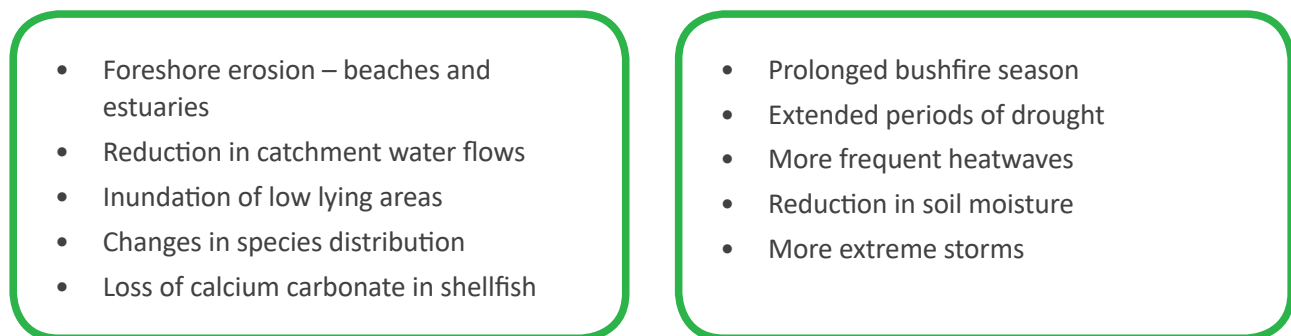 • Foreshore erosion – beaches and
estuaries
• Reduction in catchment water flows
• Inundation of low lying areas
• Changes in species distribution
• Loss of calcium carbonate in shellfish
• Prolonged bushfire season
• Extended periods of drought
• More frequent heatwaves
• Reduction in soil moisture
• More extreme storms